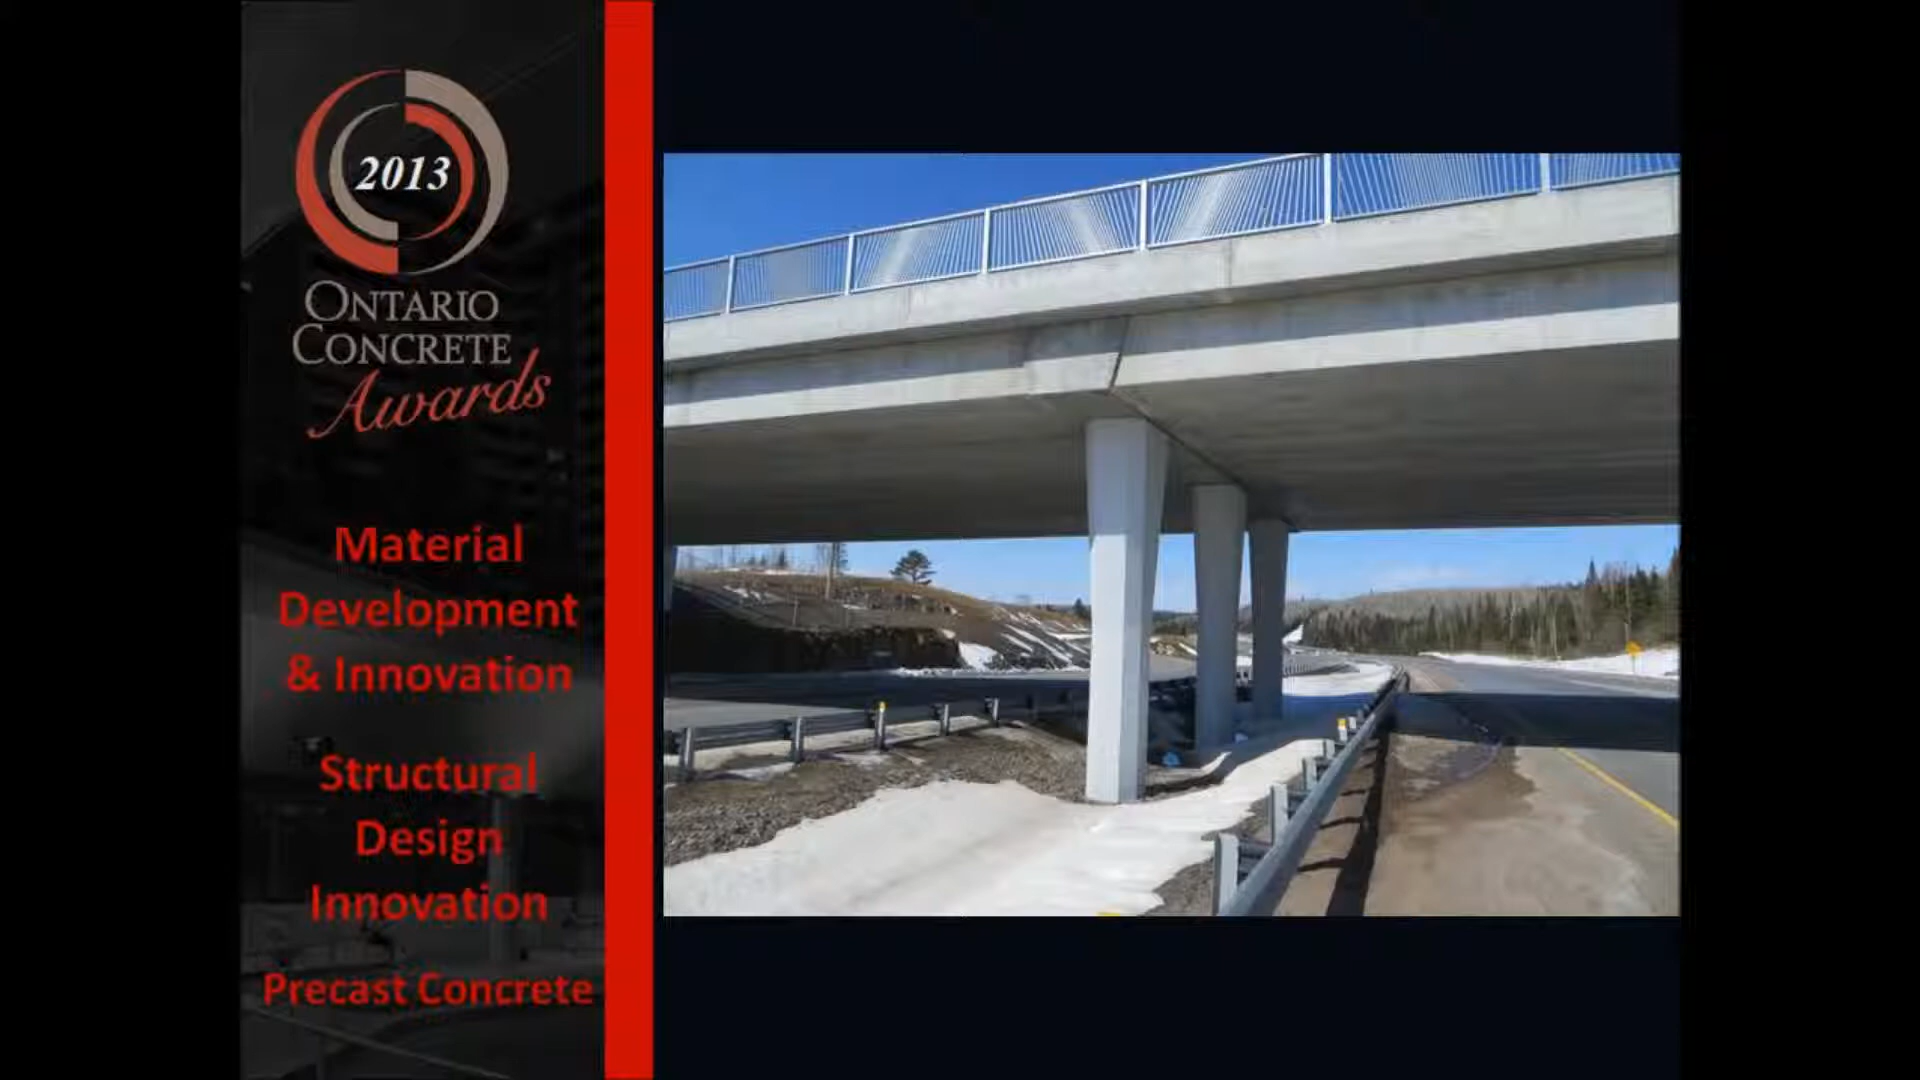 2013
ONTARIO
CONCRETE
Awards
Material
Development
& Innovation
Structural
Design
Innovation
Precast Concrete